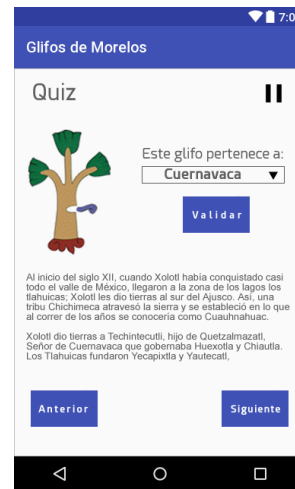 7:0
Glifos de Morelos
Quiz
Este glifo pertenece a:
Cuernavaca
Validar
Al inicio del siglo XII, cuando Xolotl había conquistado casi
todo el valle de México, llegaron a la zona de los lagos los
tlahuicas; Xolotl les dio tierras al sur del Ajusco. Así, una
tribu Chichimeca atravesó la sierra y se estableció en lo que
al correr de los años se conocería como Cuauhnahuac.
Xolotl dio tierras a Techintecutli, hijo de Quetzalmazatl,
Señor de Cuernavaca que gobernaba Huexotla y Chiautla.
Los Tlahuicas fundaron Yecapixtla y Yautecatl,
Anterior
Siguiente